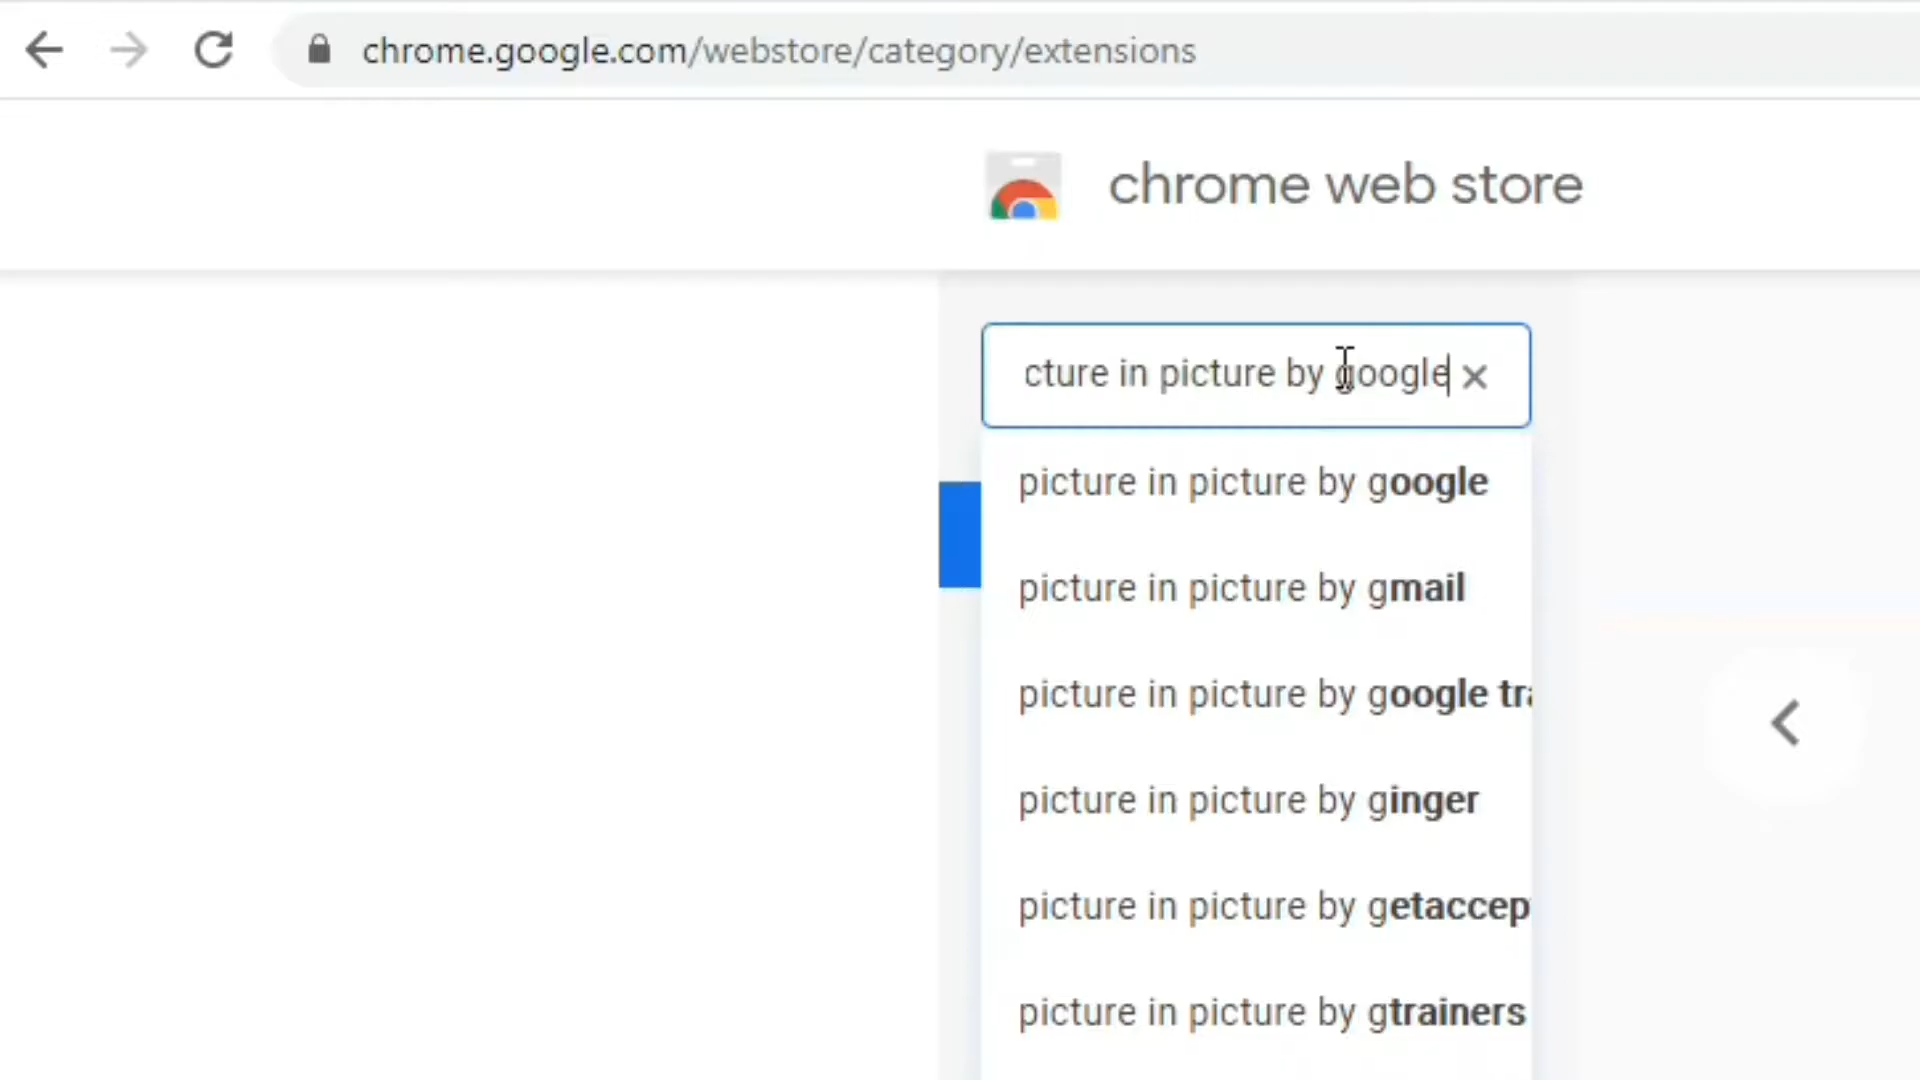 chrome.google.com/webstore/category/extensions
chrome web store
cture in picture by google
picture in picture by google
picture in picture by gmail
picture in picture by google tra
picture in picture by ginger
picture in picture by getaccep
picture in picture by gtrainers